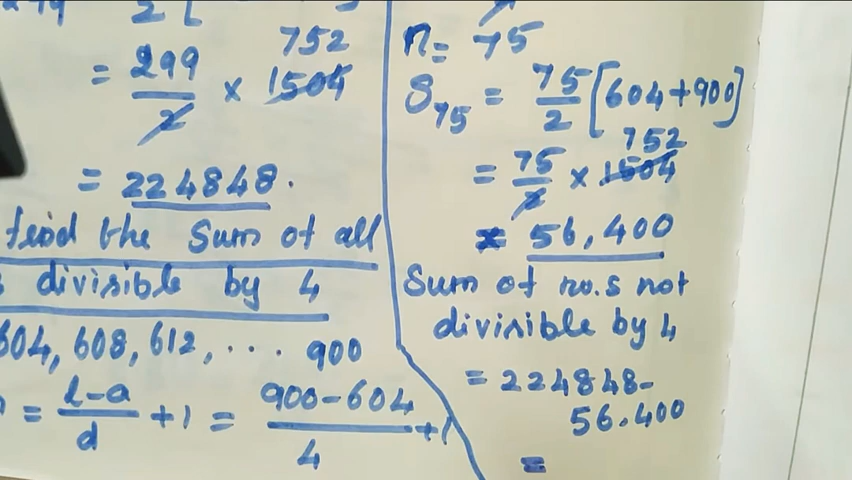 2 [
752
= 299/2 × 1504
= 224848.
find the Sum of all
divisible by 4
604, 608, 612, ... 900
= l-a/d +1 = 900-604/4 +1
n = 75
S75 = 75/2 [604+900]
752
= 75/2 × 1504
= 56,400
Sum of no.s not
divisible by 4
= 224848-
56.400
=